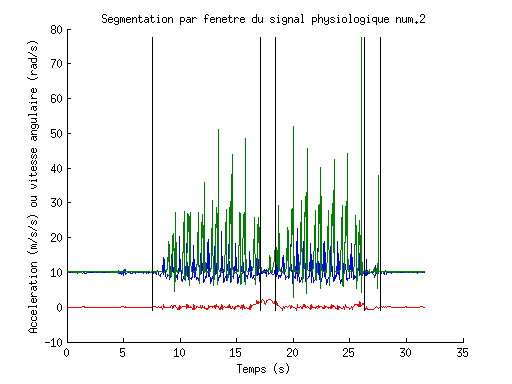 Segmentation par fenetre du signal physiologique num.2
80
70
60
50
40
30
20
10
0
-10
Acceleration (m/s/s) ou vitesse angulaire (rad/s)
0 5 10 15 20 25 30 35
Temps (s)